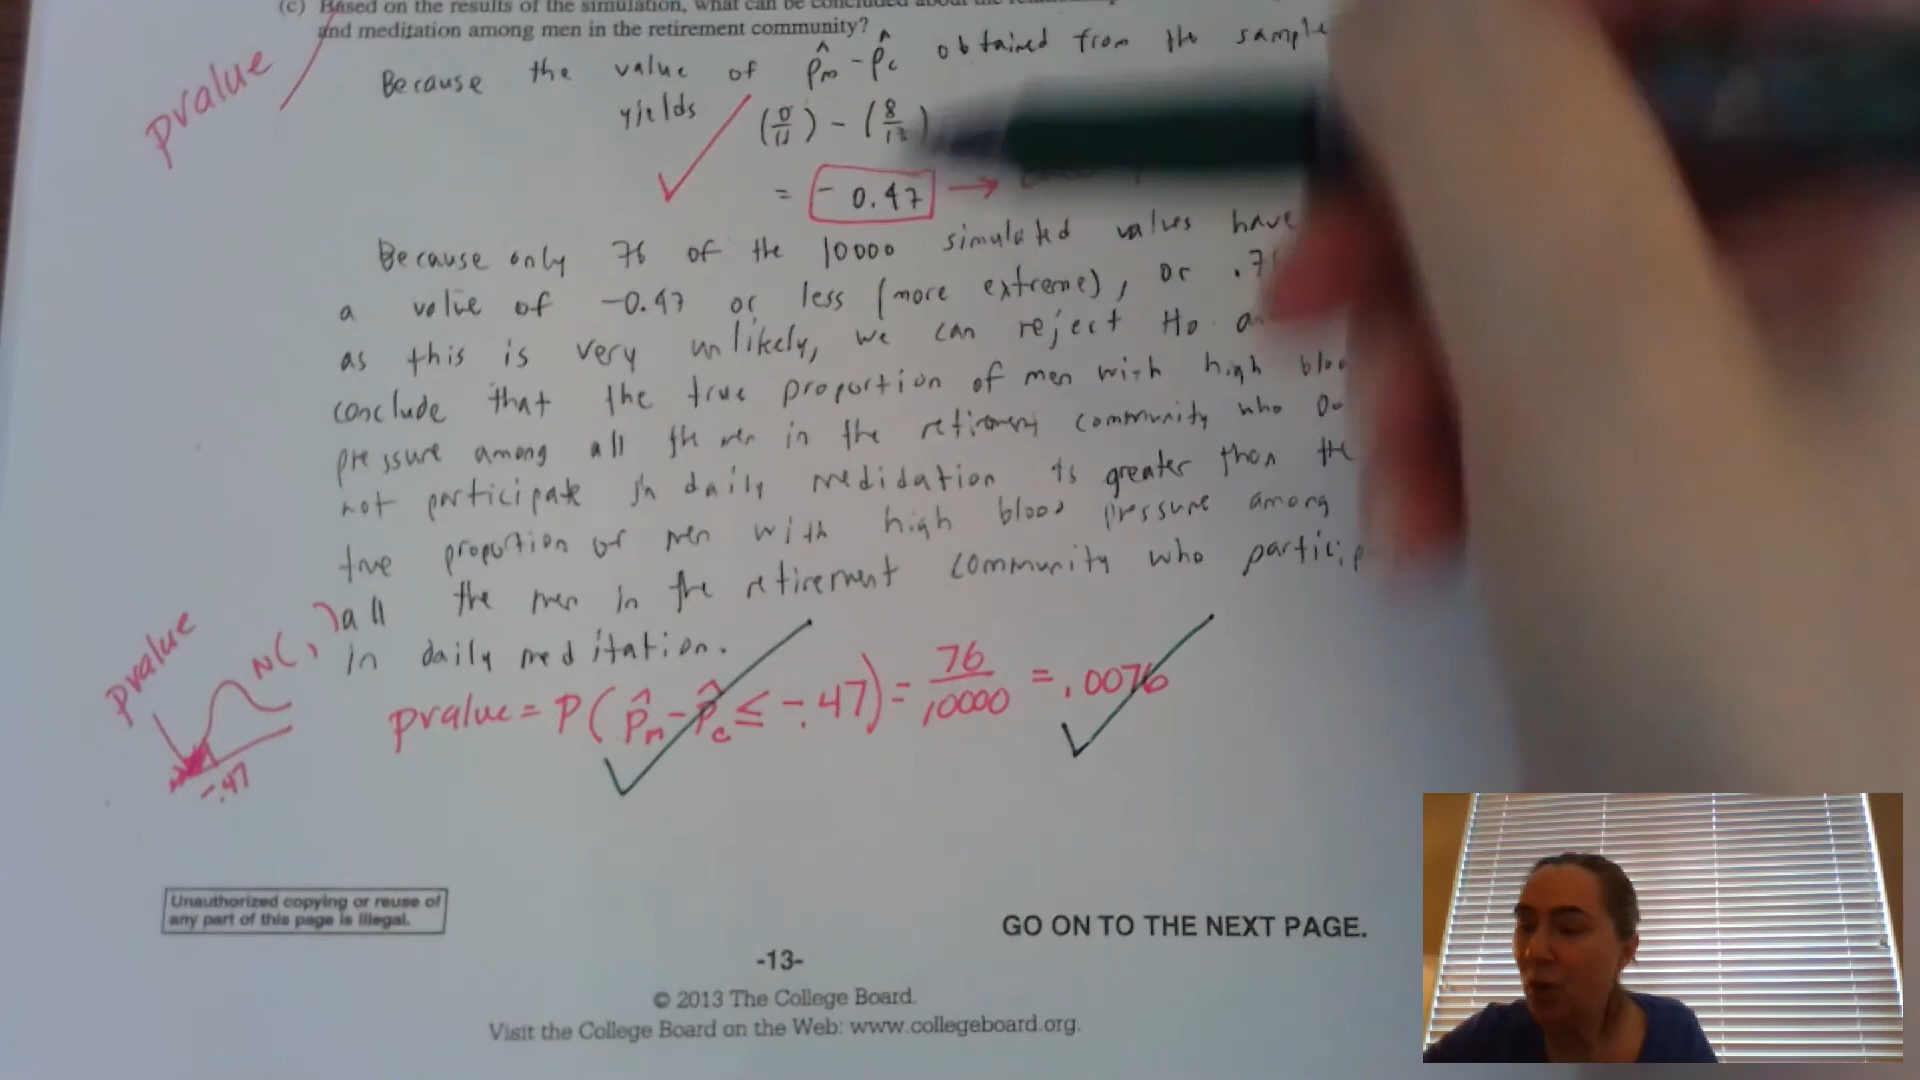 (c) Based on the results of the simulation, what can be concluded about the
and meditation among men in the retirement community?
pvalue
Because the value of p̂m - p̂c obtained from the sample
yields (0/11) - (8/17)
= - 0.47 →
Because only 76 of the 10000 simulated values have
a value of -0.47 or less (more extreme), or
as this is very unlikely, we can reject Ho
conclude that the true proportion of men with high
pressure among all the men in the retirement community who
not participate in daily medidation is greater than the
true proportion of men with high blood pressure among
all the men in the retirement community who
in daily meditation.
pvalue
N( , )
-.47
pvalue = P( p̂m - p̂c ≤ -.47) = 76/10000 = .0076
Unauthorized copying or reuse of
any part of this page is illegal.
GO ON TO THE NEXT PAGE.
-13-
© 2013 The College Board.
Visit the College Board on the Web: www.collegeboard.org.